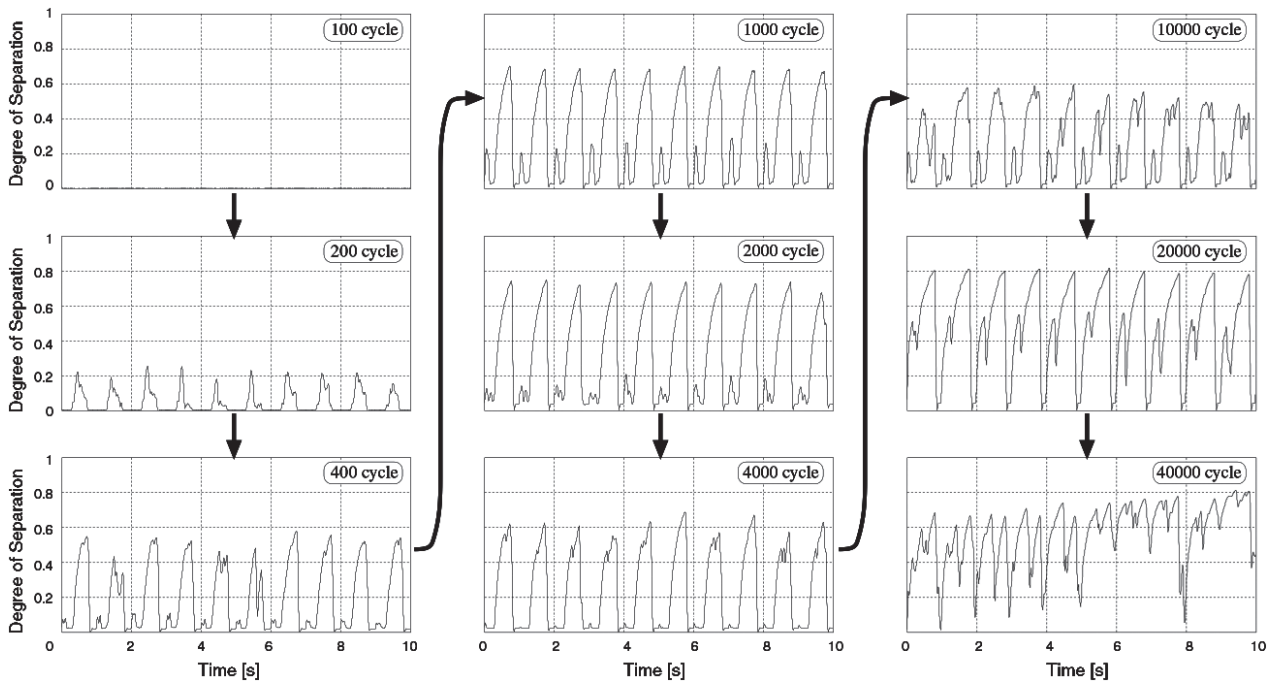 Degree of Separation
1
0.8
0.6
0.4
0.2
0
100 cycle
Degree of Separation
1
0.8
0.6
0.4
0.2
0
200 cycle
Degree of Separation
1
0.8
0.6
0.4
0.2
0
400 cycle
0 2 4 6 8 10
Time [s]
1000 cycle
2000 cycle
4000 cycle
0 2 4 6 8 10
Time [s]
10000 cycle
20000 cycle
40000 cycle
0 2 4 6 8 10
Time [s]